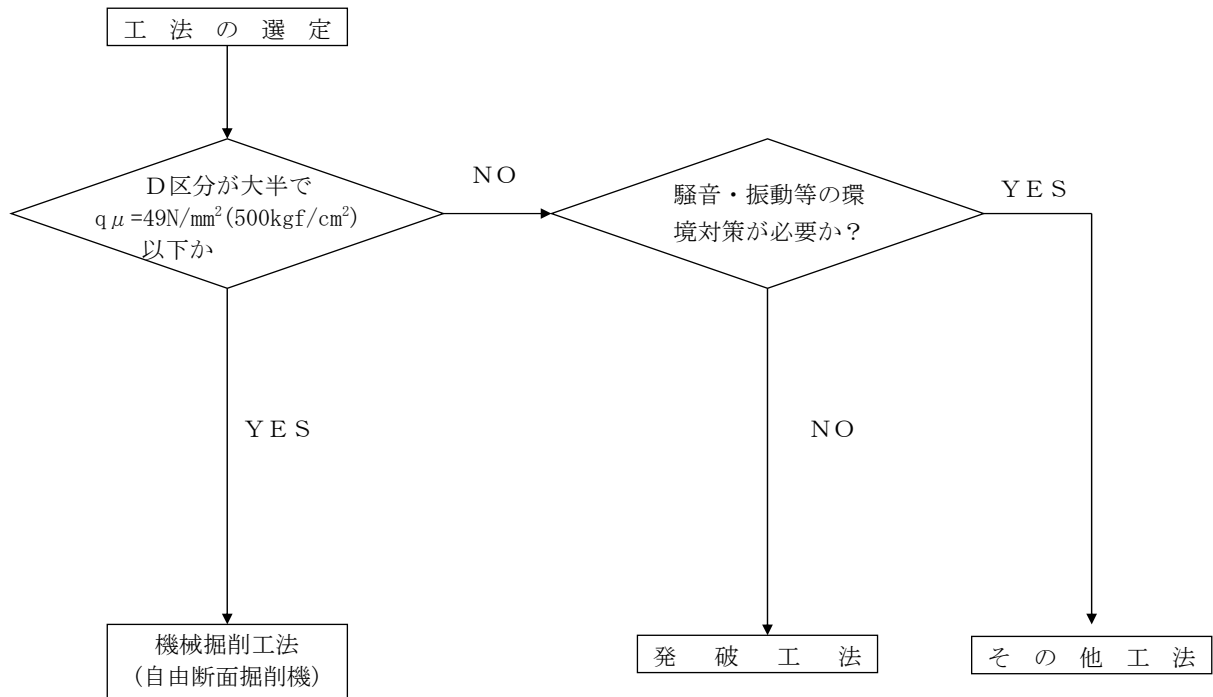 工法の選定
D区分が大半で
qμ=49N/mm²(500kgf/cm²)
以下か
NO
騒音・振動等の環
境対策が必要か？
YES
YES
NO
機械掘削工法
(自由断面掘削機)
発破工法
その他工法